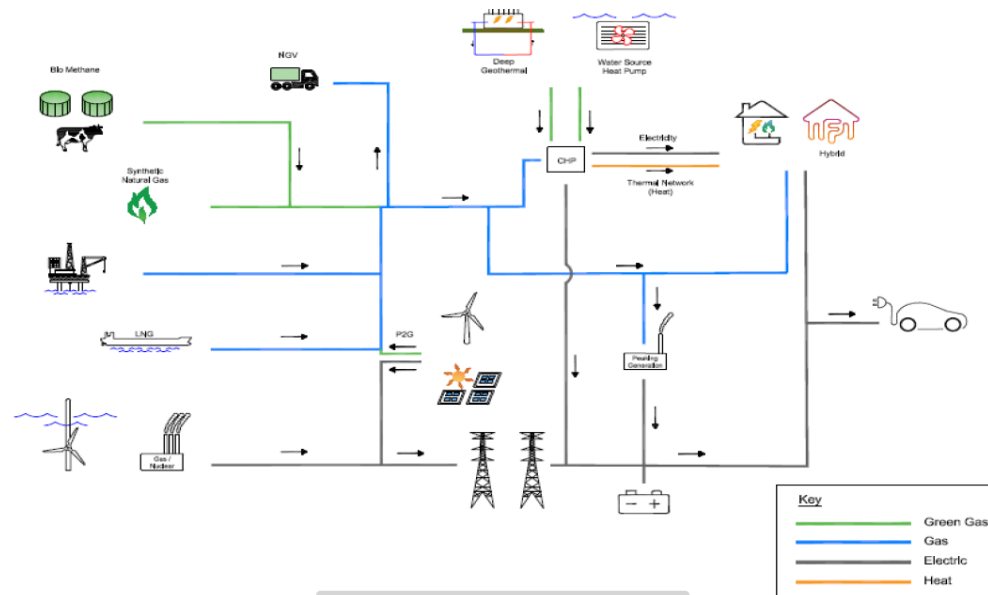 NGV
Bio Methane
Deep
Geothermal
Water Source
Heat Pump
Electricity
CHP
Hybrid
Thermal Network
(Heat)
Synthetic
Natural Gas
LNG
P2G
Peaking
Generation
Gas /
Nuclear
Key
Green Gas
Gas
Electric
Heat